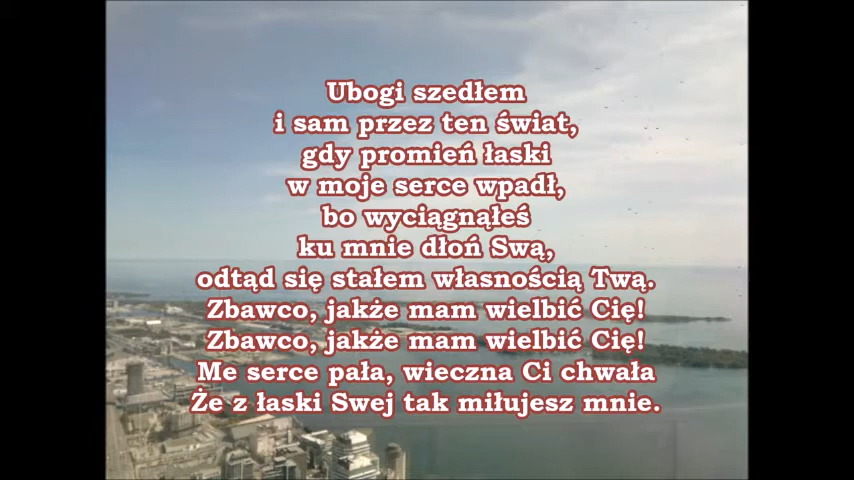 Ubogi szedłem
i sam przez ten świat,
gdy promień łaski
w moje serce wpadł,
bo wyciągnąłeś
ku mnie dłoń Swą,
odtąd się stałem własnością Twą.
Zbawco, jakże mam wielbić Cię!
Zbawco, jakże mam wielbić Cię!
Me serce pała, wieczna Ci chwała
Że z łaski Swej tak miłujesz mnie.